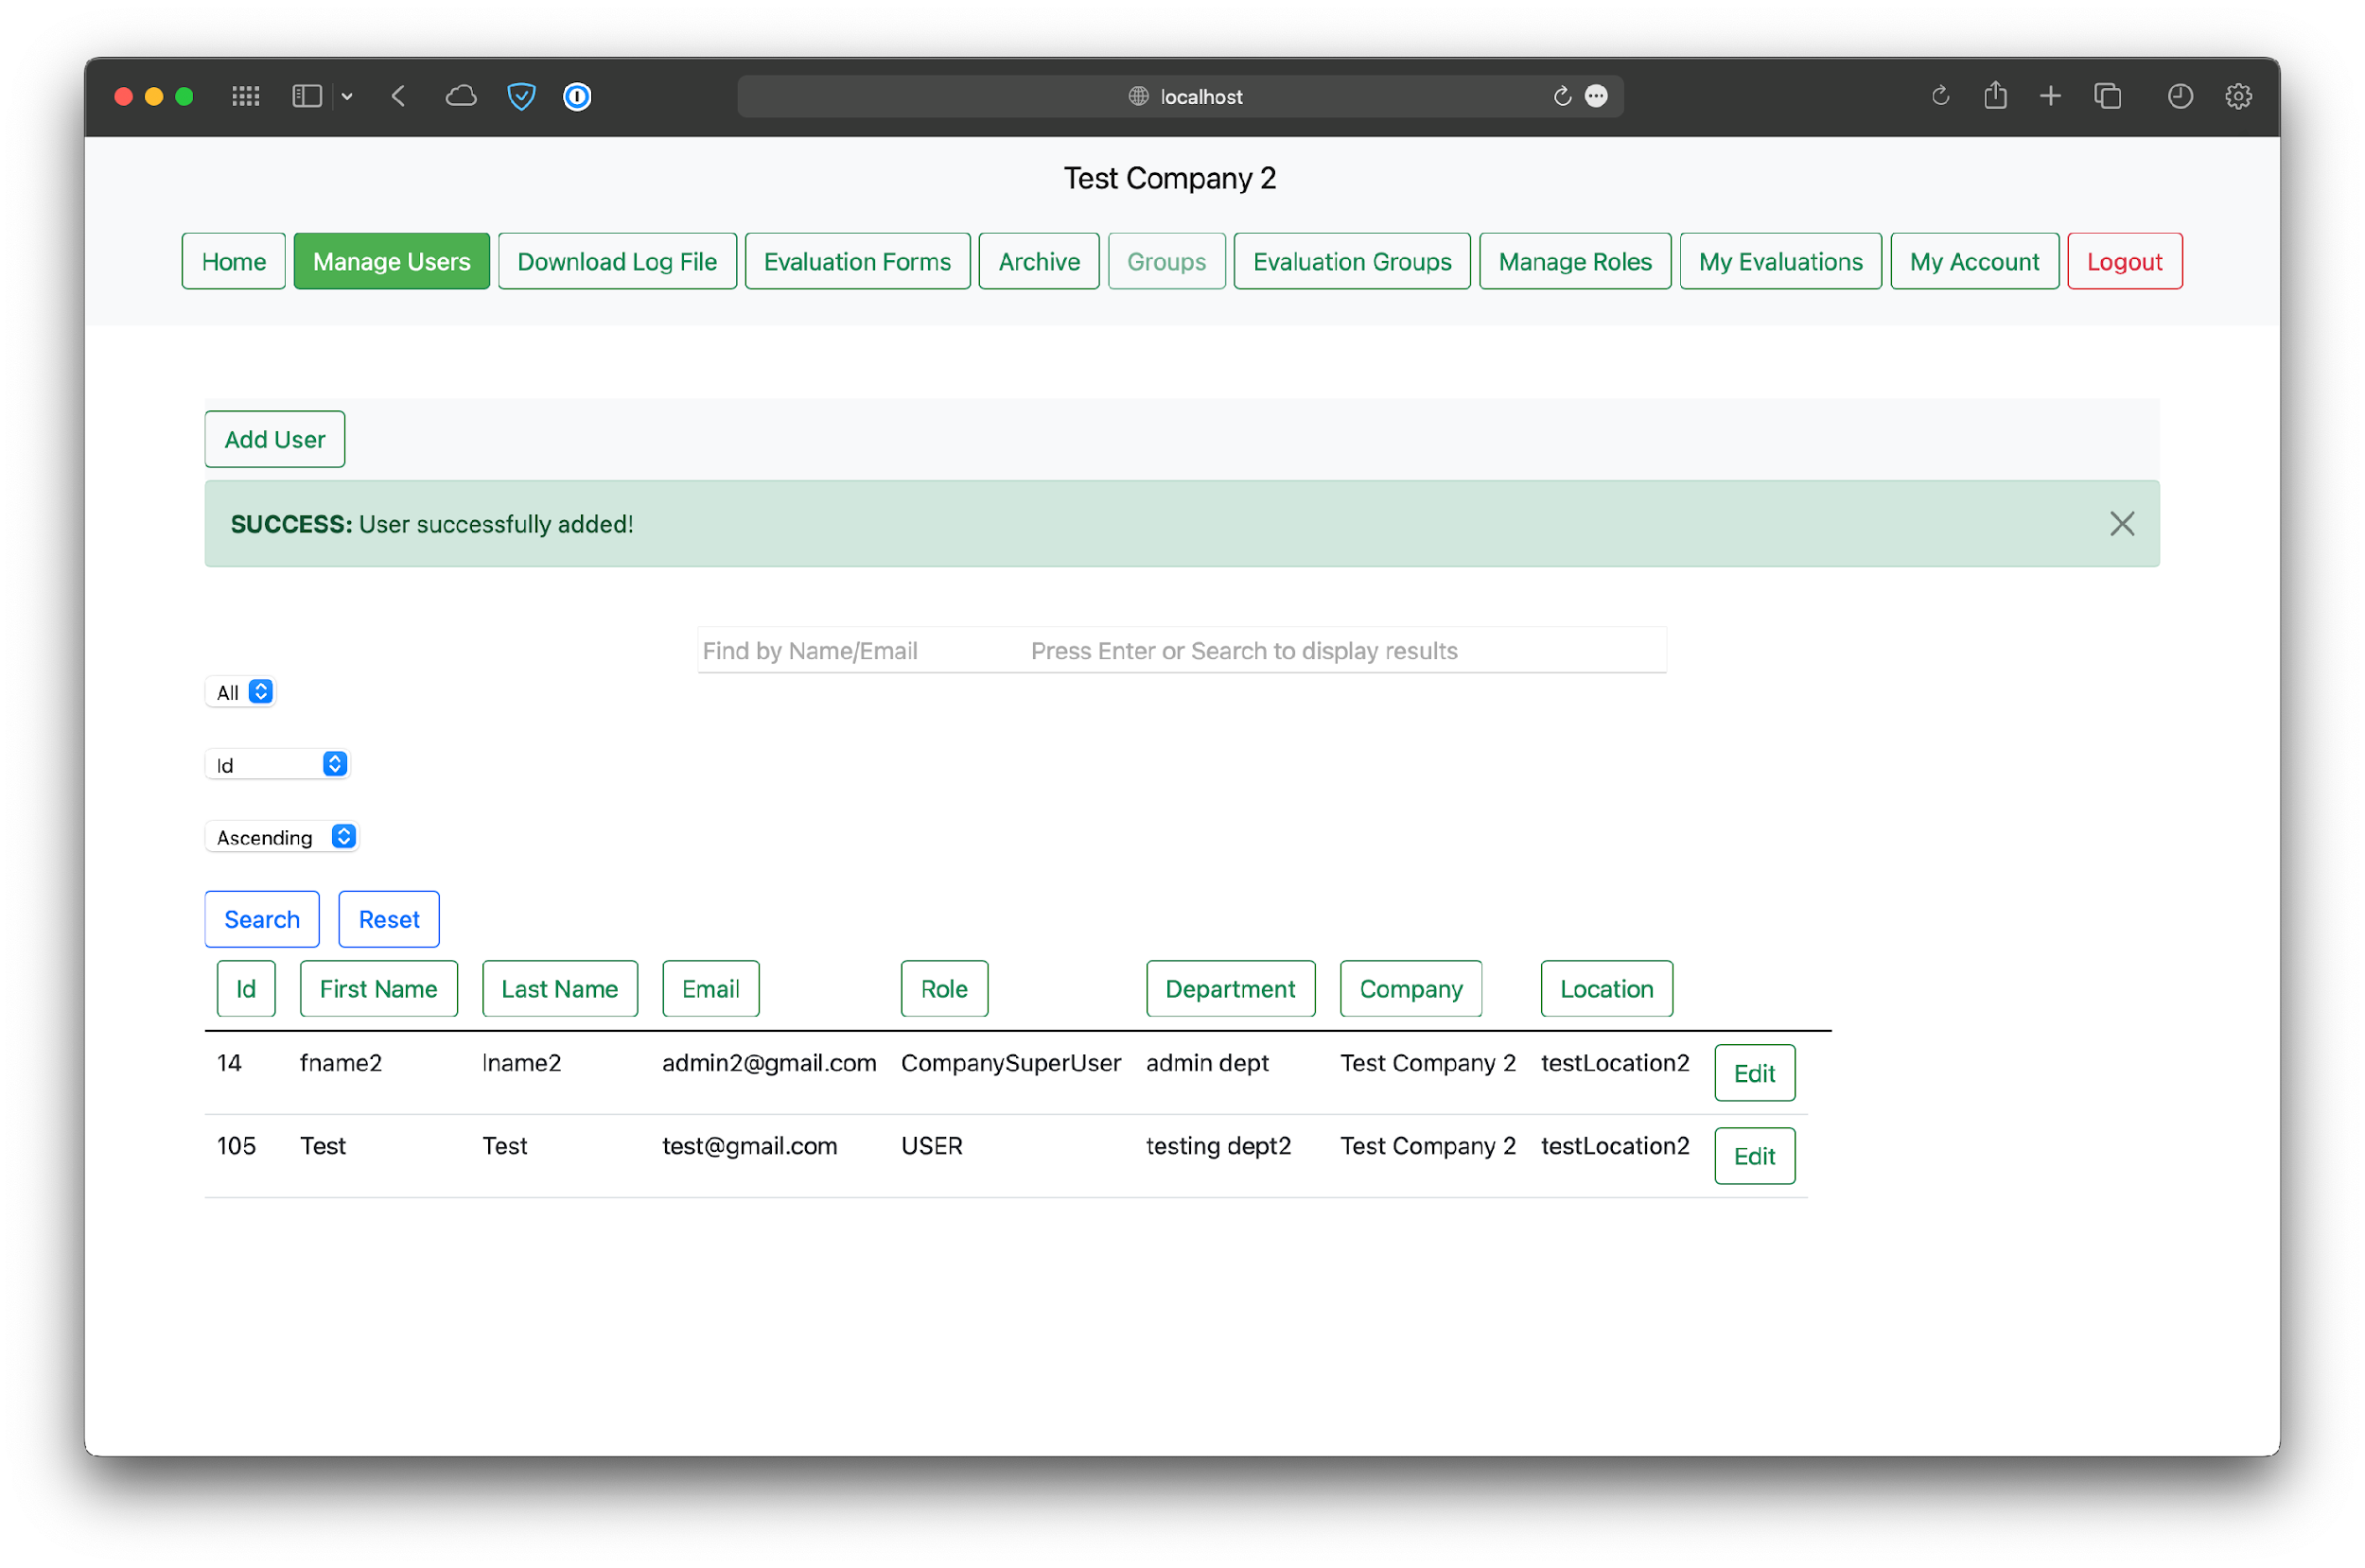 localhost
Test Company 2
Home Manage Users Download Log File Evaluation Forms Archive Groups Evaluation Groups Manage Roles My Evaluations My Account Logout
Add User
SUCCESS: User successfully added!
Find by Name/Email Press Enter or Search to display results
All
Id
Ascending
Search Reset
Id First Name Last Name Email Role Department Company Location
14 fname2 lname2 admin2@gmail.com CompanySuperUser admin dept Test Company 2 testLocation2 Edit
105 Test Test test@gmail.com USER testing dept2 Test Company 2 testLocation2 Edit